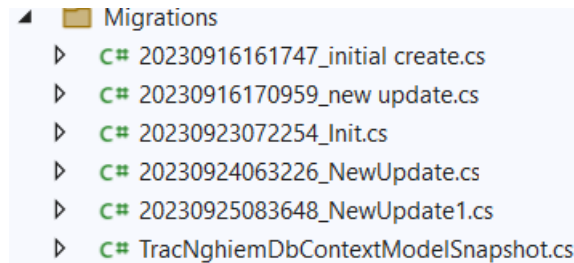 Migrations
C# 20230916161747_initial create.cs
C# 20230916170959_new update.cs
C# 20230923072254_Init.cs
C# 20230924063226_NewUpdate.cs
C# 20230925083648_NewUpdate1.cs
C# TracNghiemDbContextModelSnapshot.cs